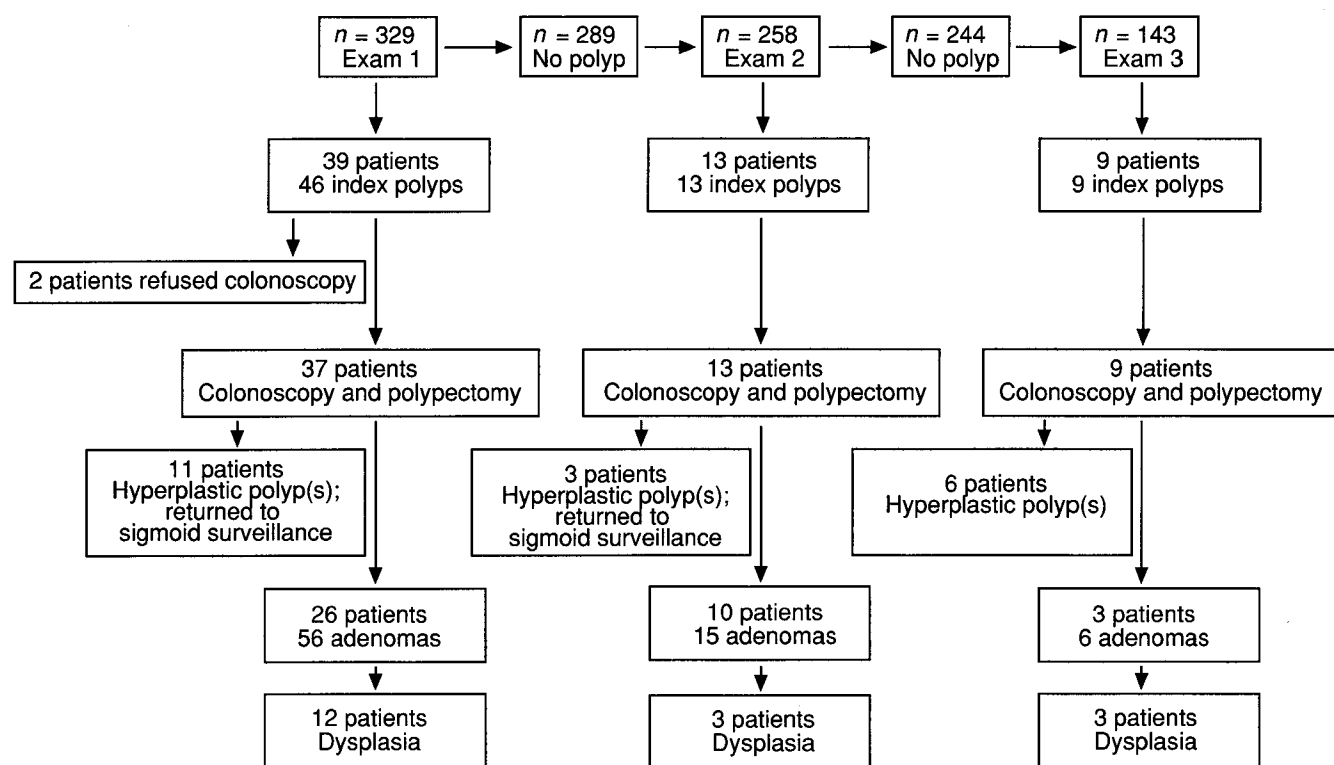 n = 329
Exam 1
n = 289
No polyp
n = 258
Exam 2
n = 244
No polyp
n = 143
Exam 3
39 patients
46 index polyps
13 patients
13 index polyps
9 patients
9 index polyps
2 patients refused colonoscopy
37 patients
Colonoscopy and polypectomy
13 patients
Colonoscopy and polypectomy
9 patients
Colonoscopy and polypectomy
11 patients
Hyperplastic polyp(s);
returned to
sigmoid surveillance
3 patients
Hyperplastic polyp(s);
returned to
sigmoid surveillance
6 patients
Hyperplastic polyp(s)
26 patients
56 adenomas
10 patients
15 adenomas
3 patients
6 adenomas
12 patients
Dysplasia
3 patients
Dysplasia
3 patients
Dysplasia